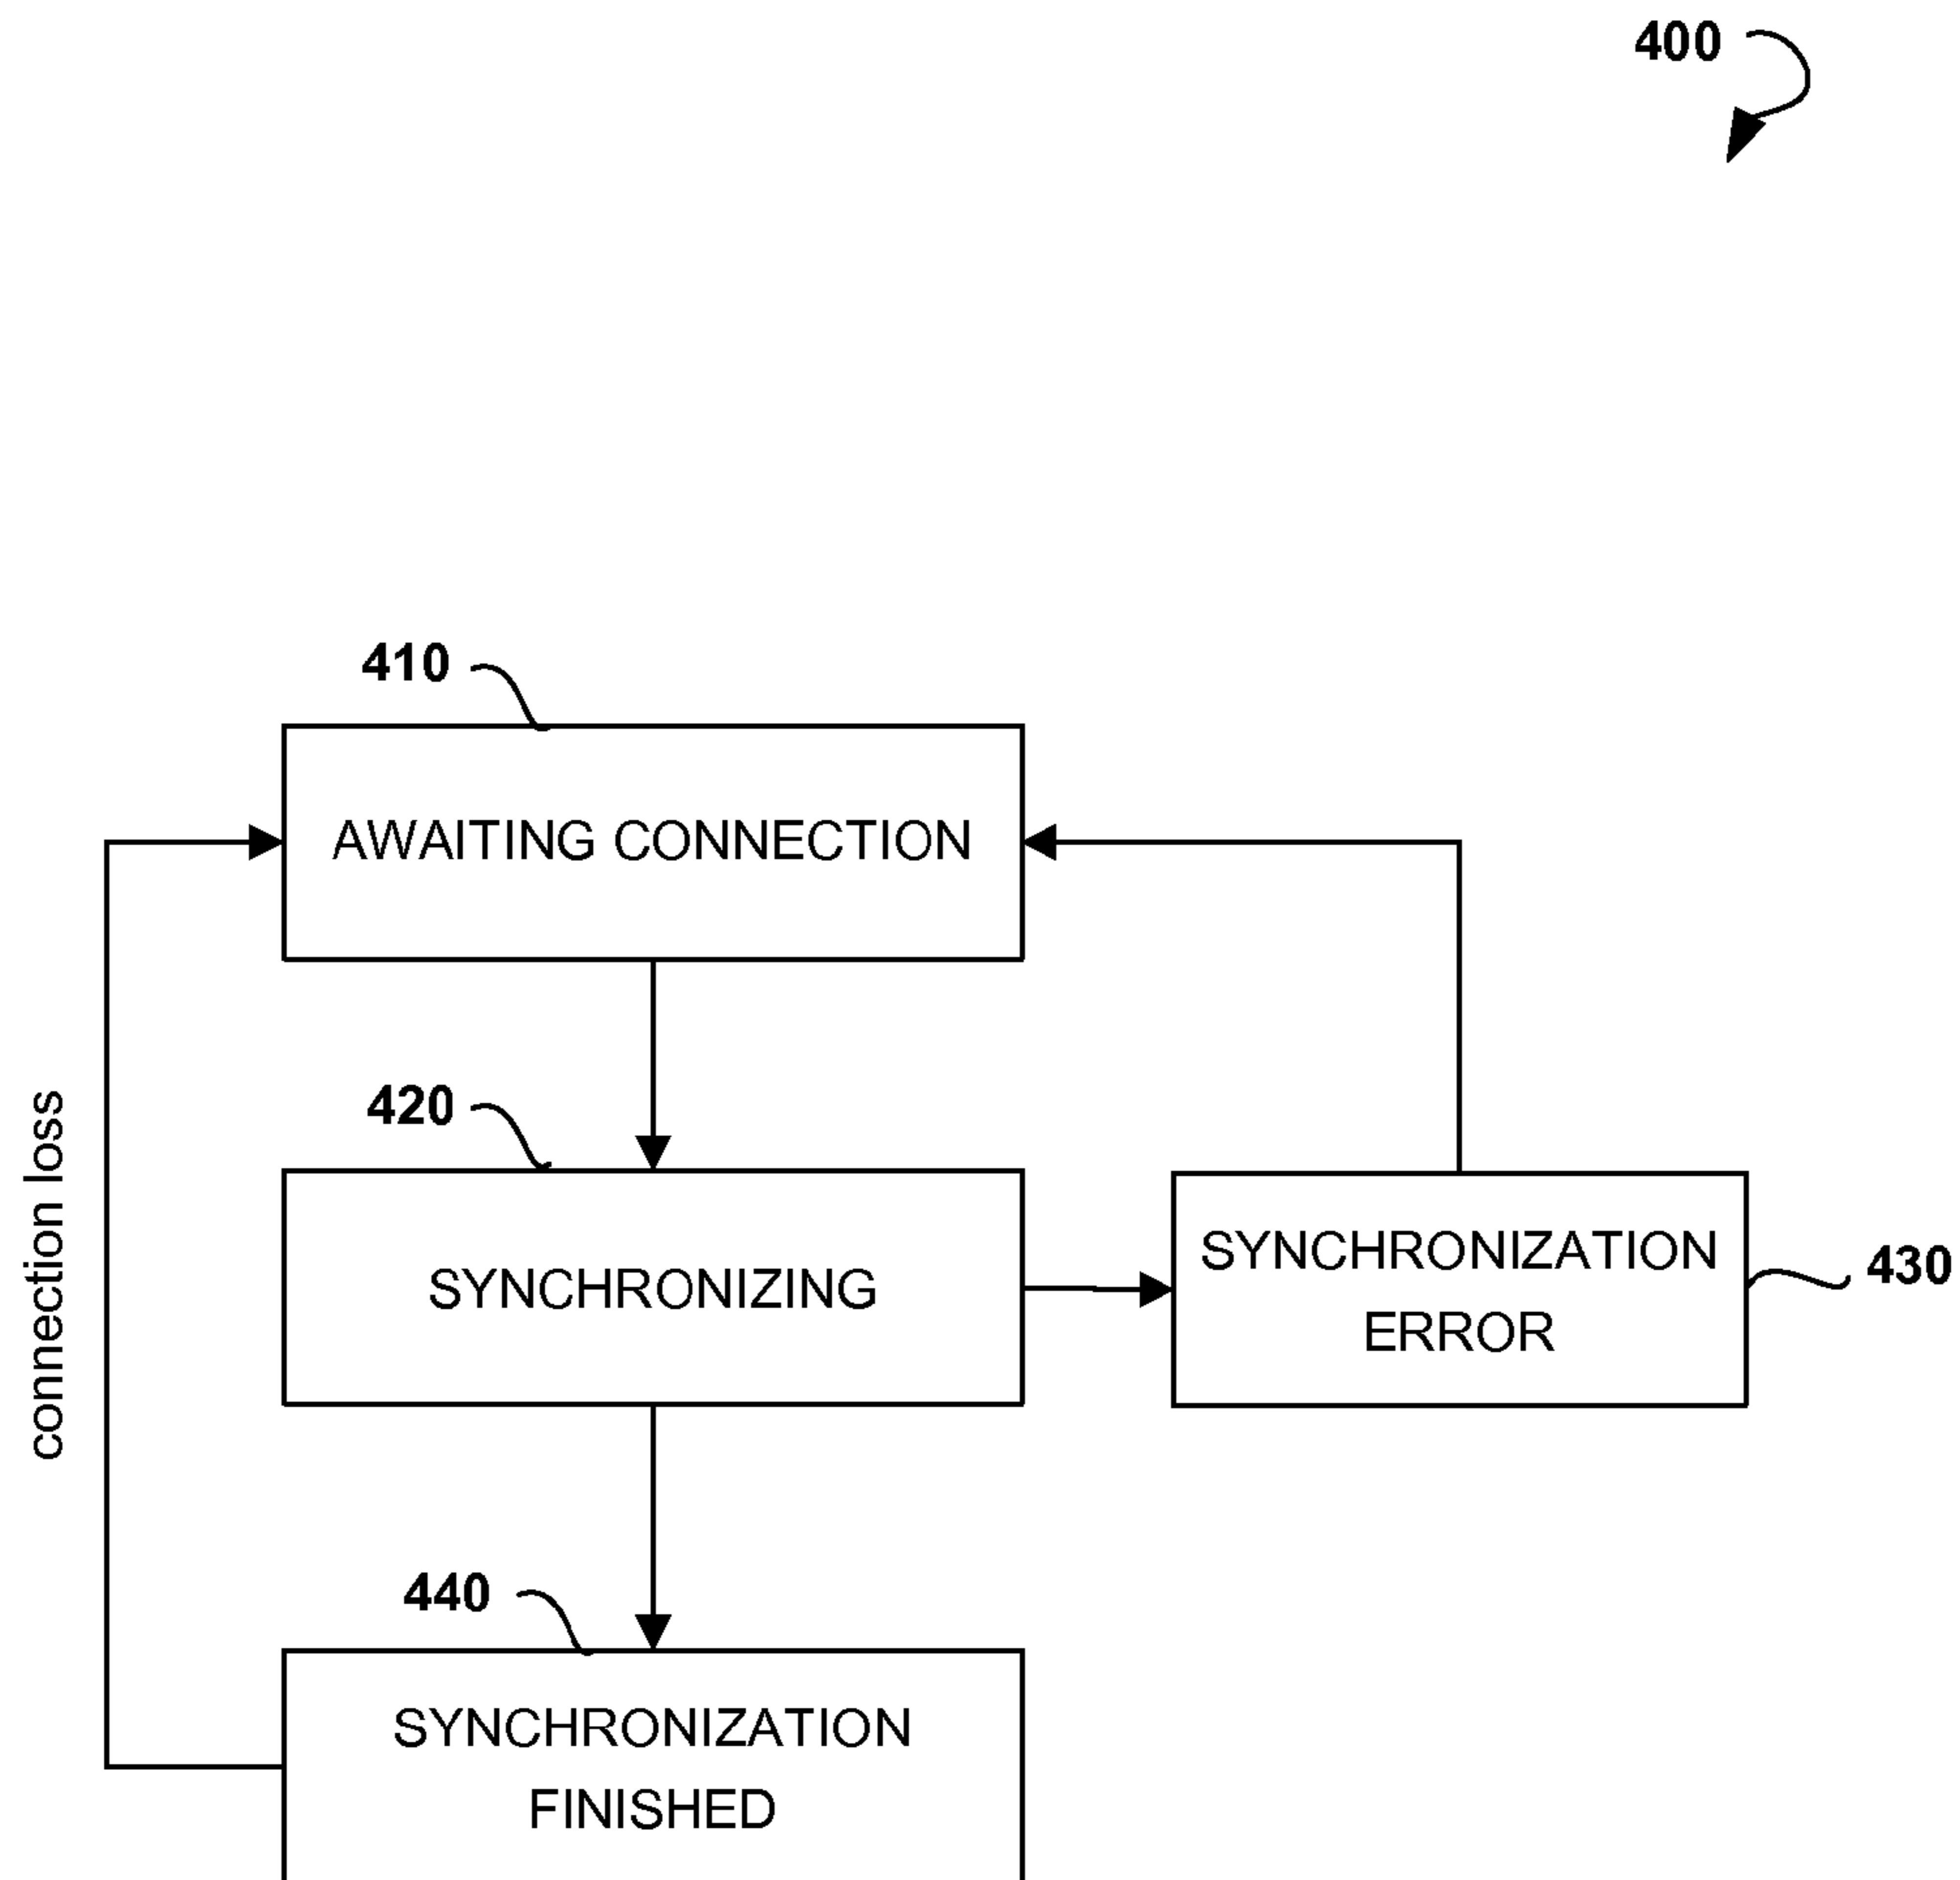 400
410
AWAITING CONNECTION
connection loss
420
SYNCHRONIZING
SYNCHRONIZATION
ERROR
430
440
SYNCHRONIZATION
FINISHED